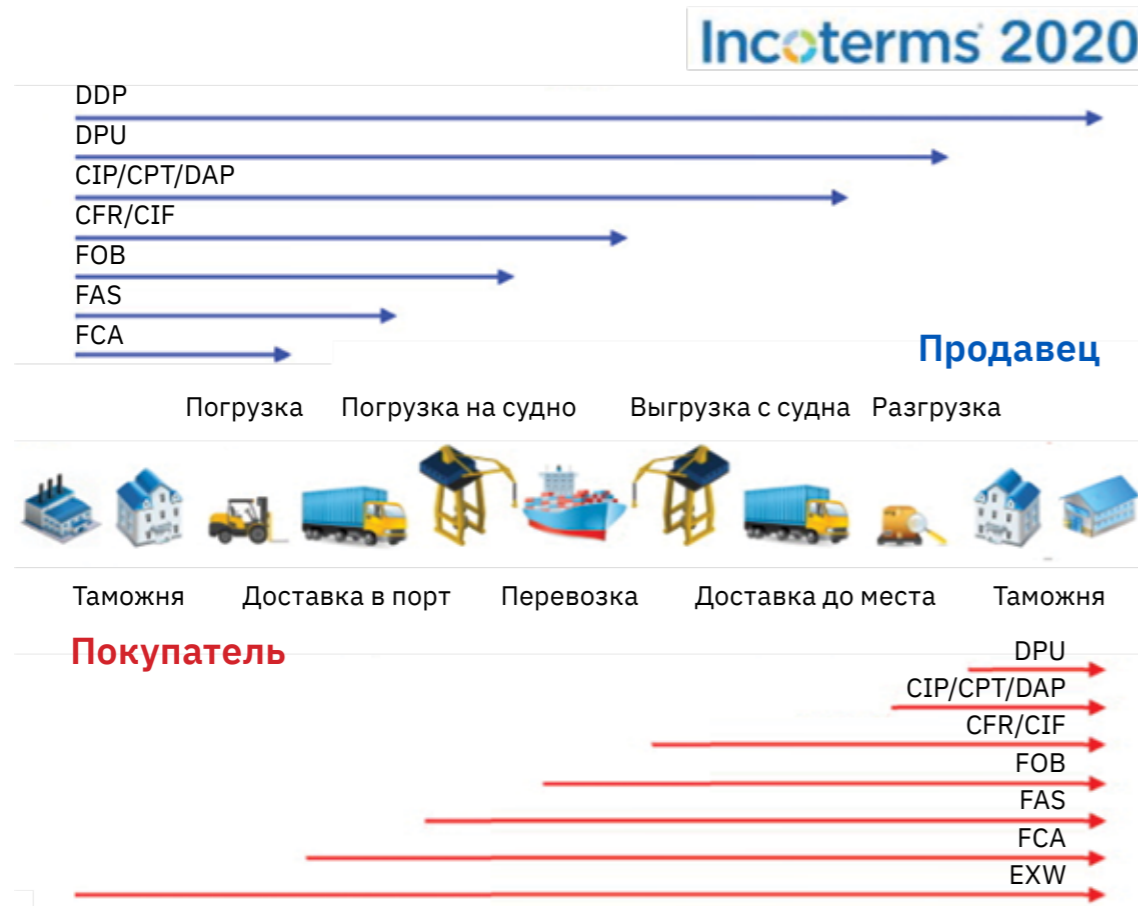 Incoterms 2020
DDP
DPU
CIP/CPT/DAP
CFR/CIF
FOB
FAS
FCA
Продавец
Погрузка Погрузка на судно Выгрузка с судна Разгрузка
Таможня Доставка в порт Перевозка Доставка до места Таможня
Покупатель
DPU
CIP/CPT/DAP
CFR/CIF
FOB
FAS
FCA
EXW